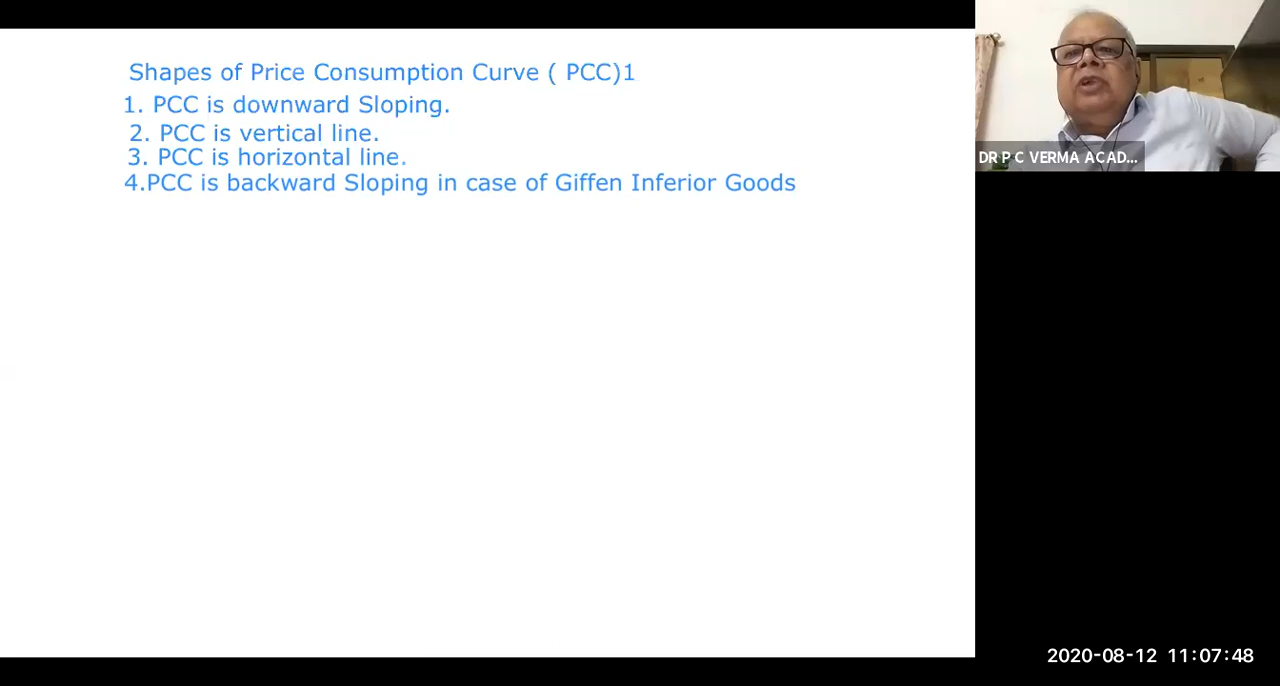 Shapes of Price Consumption Curve ( PCC)1
1. PCC is downward Sloping.
2. PCC is vertical line.
3. PCC is horizontal line.
4.PCC is backward Sloping in case of Giffen Inferior Goods
DR P C VERMA ACAD...
2020-08-12 11:07:48